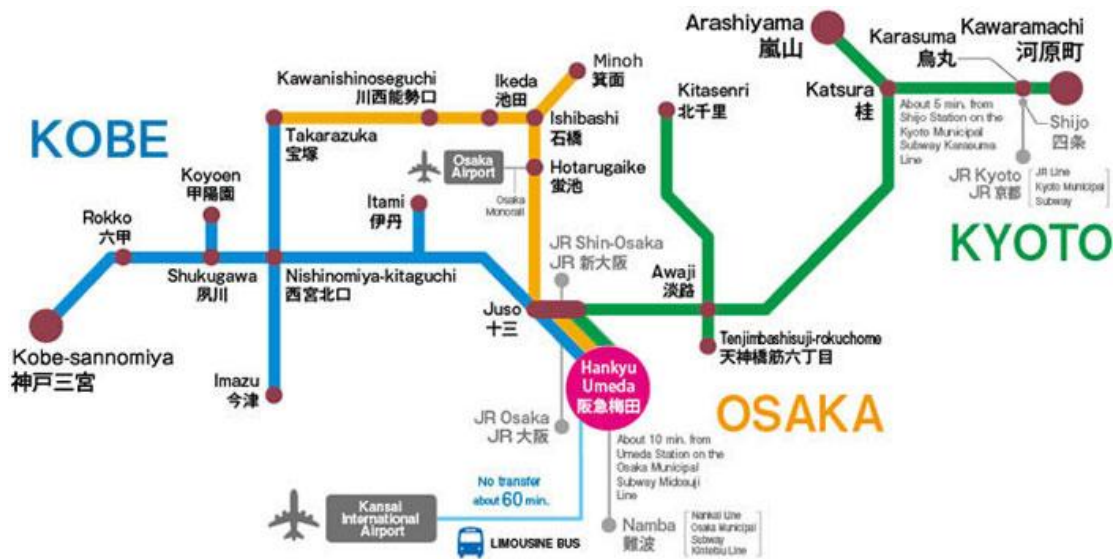 Arashiyama
嵐山
Kawaramachi
河原町
Karasuma
烏丸
Minoh
箕面
Kawanishinoseguchi
川西能勢口
Ikeda
池田
Kitasenri
北千里
Katsura
桂
About 5 min. from
Shijo Station on the
Kyoto Municipal
Subway Karasuma
Line
Shijo
四条
KOBE
Takarazuka
宝塚
Ishibashi
石橋
Osaka
Airport
Hotarugaike
蛍池
Osaka
Monorail
JR Kyoto
JR 京都
JR Line
Kyoto Municipal
Subway
Koyoen
甲陽園
Itami
伊丹
Rokko
六甲
KYOTO
JR Shin-Osaka
JR 新大阪
Shukugawa
夙川
Nishinomiya-kitaguchi
西宮北口
Awaji
淡路
Juso
十三
Tenjimbashisuji-rokuchome
天神橋筋六丁目
Kobe-sannomiya
神戸三宮
Imazu
今津
Hankyu
Umeda
阪急梅田
OSAKA
JR Osaka
JR 大阪
About 10 min. from
Umeda Station on the
Osaka Municipal
Subway Midosuji
Line
No transfer
about 60 min.
Kansai
International
Airport
LIMOUSINE BUS
Namba
難波
Nankai Line
Osaka Municipal
Subway
Kintetsu Line